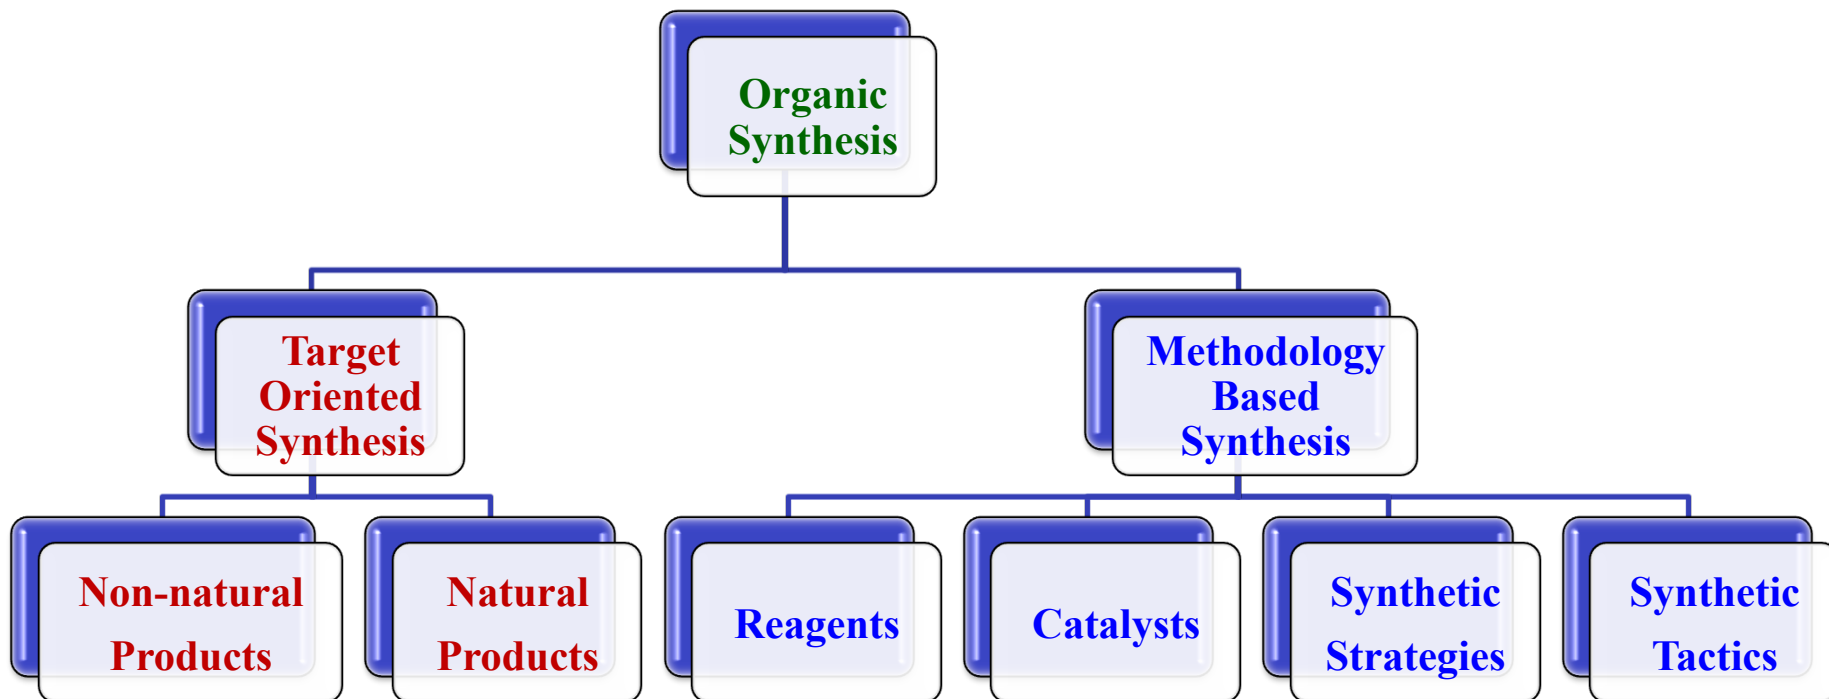 Organic
Synthesis
Target
Oriented
Synthesis
Methodology
Based
Synthesis
Non-natural
Products
Natural
Products
Reagents
Catalysts
Synthetic
Strategies
Synthetic
Tactics